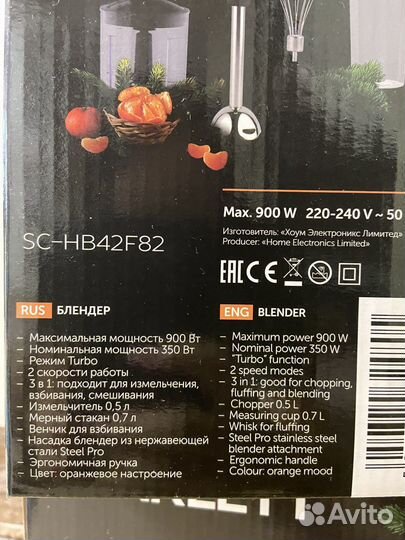 Max. 900 W 220-240 V ~ 50
Изготовитель: «Хоум Электроникс Лимитед»
Producer: «Home Electronics Limited»
SC-HB42F82
EAC CE
RUS БЛЕНДЕР
- Максимальная мощность 900 Вт
- Номинальная мощность 350 Вт
- Режим Turbo
- 2 скорости работы
- 3 в 1: подходит для измельчения,
взбивания, смешивания
- Измельчитель 0,5 л
- Мерный стакан 0,7 л
- Венчик для взбивания
- Насадка блендер из нержавеющей
стали Steel Pro
- Эргономичная ручка
- Цвет: оранжевое настроение
ENG BLENDER
- Maximum power 900 W
- Nominal power 350 W
- "Turbo" function
- 2 speed modes
- 3 in 1: good for chopping,
fluffing and blending
- Chopper 0.5 L
- Measuring cup 0.7 L
- Whisk for fluffing
- Steel Pro stainless steel
blender attachment
- Ergonomic handle
- Colour: orange mood
Avito